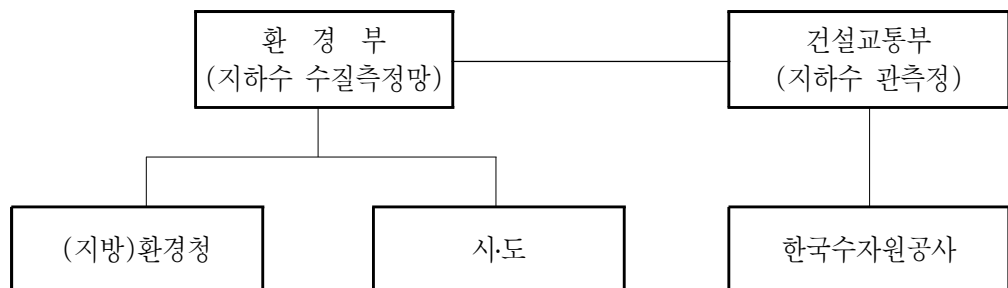 환 경 부
(지하수 수질측정망)
건설교통부
(지하수 관측정)
(지방)환경청
시·도
한국수자원공사